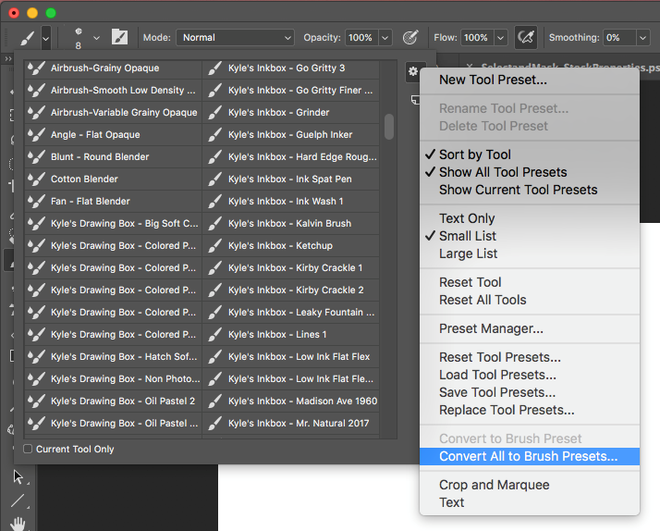 Mode: Normal Opacity: 100% Flow: 100% Smoothing: 0%
8
SelectandMask_StockProperties.ps
Airbrush-Grainy Opaque
Airbrush-Smooth Low Density ...
Airbrush-Variable Grainy Opaque
Angle - Flat Opaque
Blunt - Round Blender
Cotton Blender
Fan - Flat Blender
Kyle's Drawing Box - Big Soft C...
Kyle's Drawing Box - Colored P...
Kyle's Drawing Box - Colored P...
Kyle's Drawing Box - Colored P...
Kyle's Drawing Box - Colored P...
Kyle's Drawing Box - Colored P...
Kyle's Drawing Box - Hatch Sof...
Kyle's Drawing Box - Non Photo...
Kyle's Drawing Box - Oil Pastel 2
Kyle's Drawing Box - Oil Pastel ...
Kyle's Inkbox - Go Gritty 3
Kyle's Inkbox - Go Gritty Finer ...
Kyle's Inkbox - Grinder
Kyle's Inkbox - Guelph Inker
Kyle's Inkbox - Hard Edge Roug...
Kyle's Inkbox - Ink Spat Pen
Kyle's Inkbox - Ink Wash 1
Kyle's Inkbox - Kalvin Brush
Kyle's Inkbox - Ketchup
Kyle's Inkbox - Kirby Crackle 1
Kyle's Inkbox - Kirby Crackle 2
Kyle's Inkbox - Leaky Fountain ...
Kyle's Inkbox - Lines 1
Kyle's Inkbox - Low Ink Flat Flex
Kyle's Inkbox - Low Ink Flat Fle...
Kyle's Inkbox - Madison Ave 1960
Kyle's Inkbox - Mr. Natural 2017
Current Tool Only
New Tool Preset...
Rename Tool Preset...
Delete Tool Preset
Sort by Tool
Show All Tool Presets
Show Current Tool Presets
Text Only
Small List
Large List
Reset Tool
Reset All Tools
Preset Manager...
Reset Tool Presets...
Load Tool Presets...
Save Tool Presets...
Replace Tool Presets...
Convert to Brush Preset
Convert All to Brush Presets...
Crop and Marquee
Text